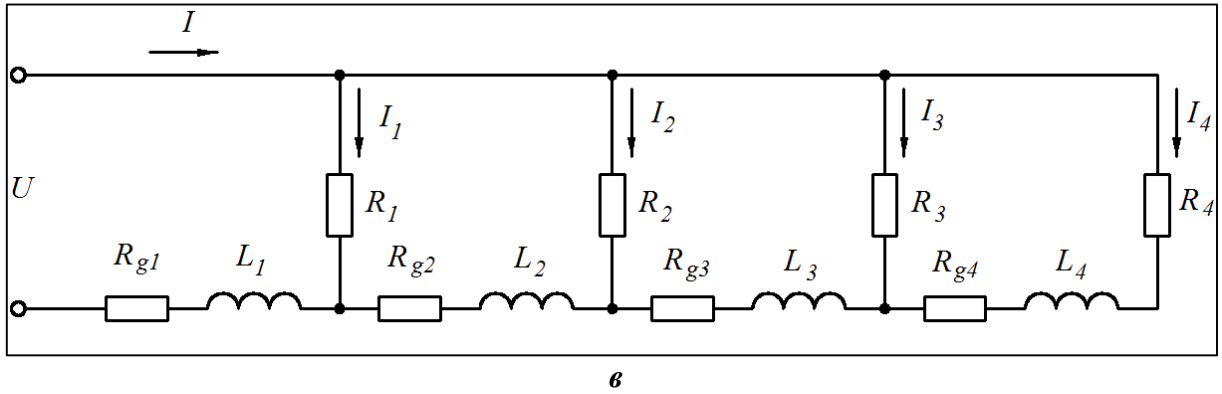 I
I1 I2 I3 I4
U
R1 R2 R3 R4
Rg1 L1 Rg2 L2 Rg3 L3 Rg4 L4
в